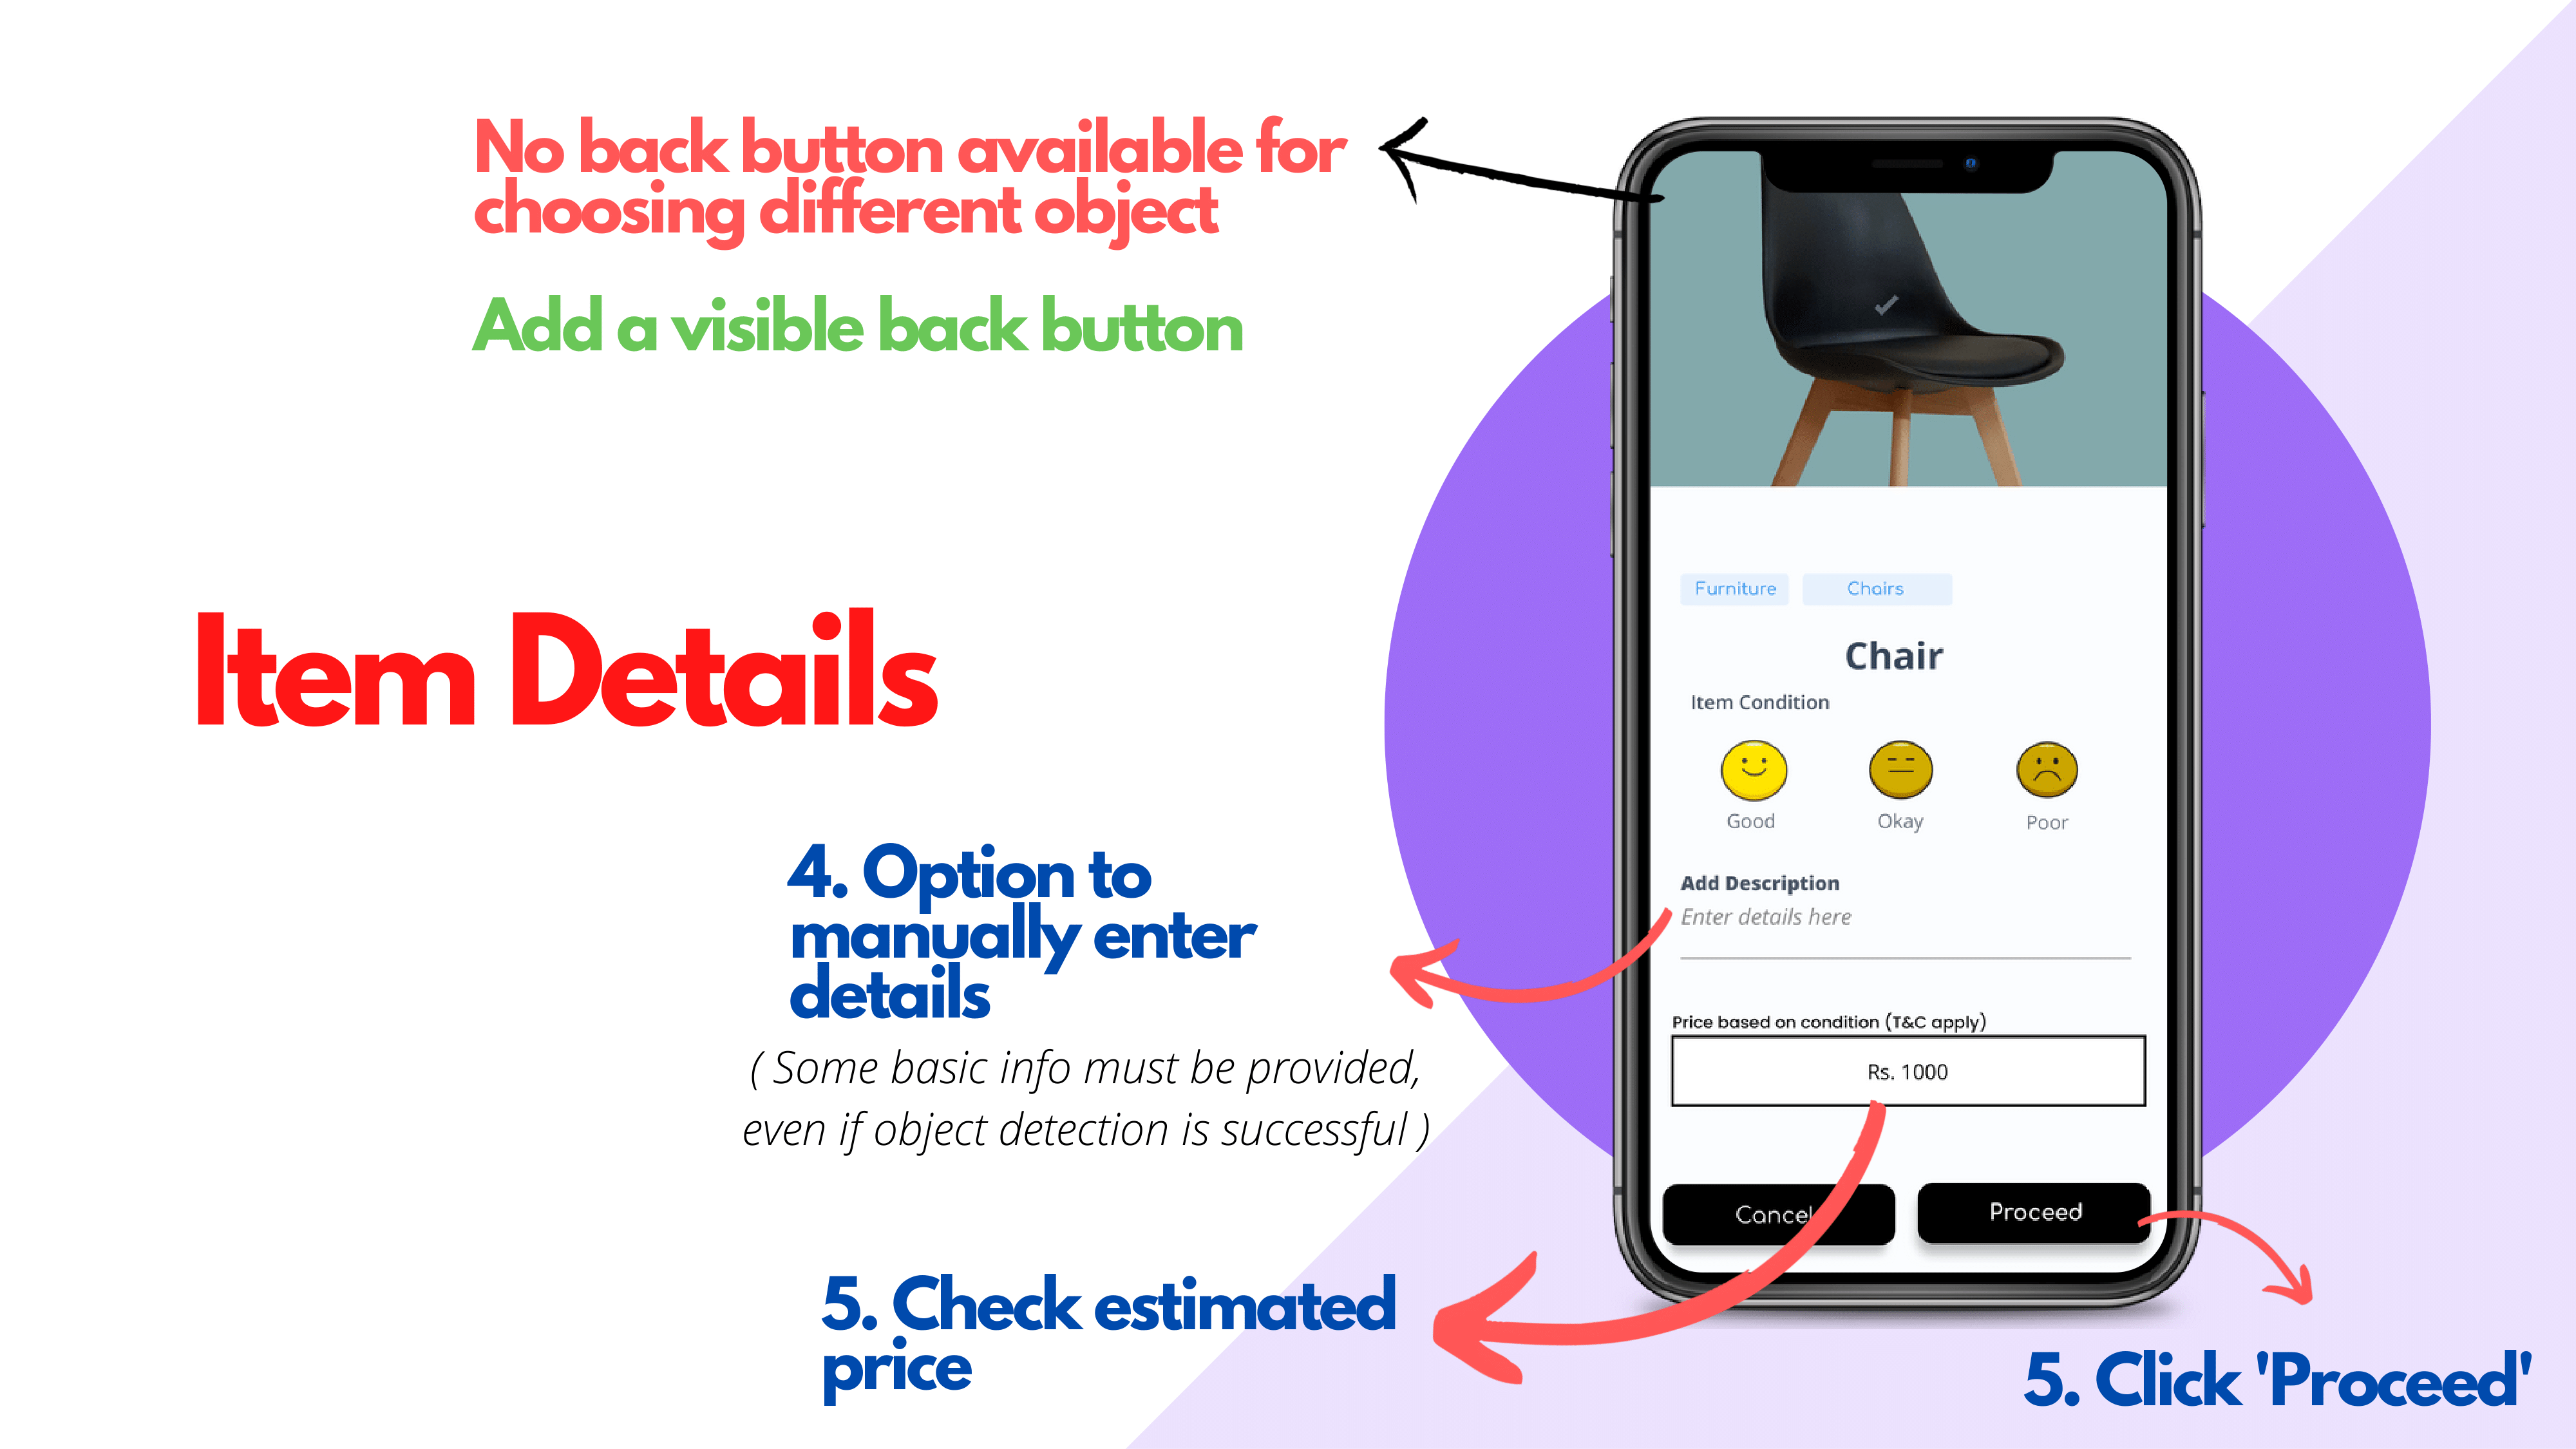 No back button available for
choosing different object
Add a visible back button
Item Details
4. Option to
manually enter
details
( Some basic info must be provided,
even if object detection is successful )
5. Check estimated
price
Furniture
Chairs
Chair
Item Condition
Good
Okay
Poor
Add Description
Enter details here
Price based on condition (T&C apply)
Rs. 1000
Cancel
Proceed
5. Click 'Proceed'